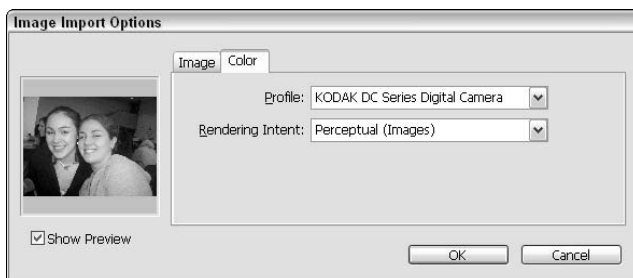 Image Import Options
Image Color
Profile: KODAK DC Series Digital Camera
Rendering Intent: Perceptual (Images)
Show Preview
OK Cancel